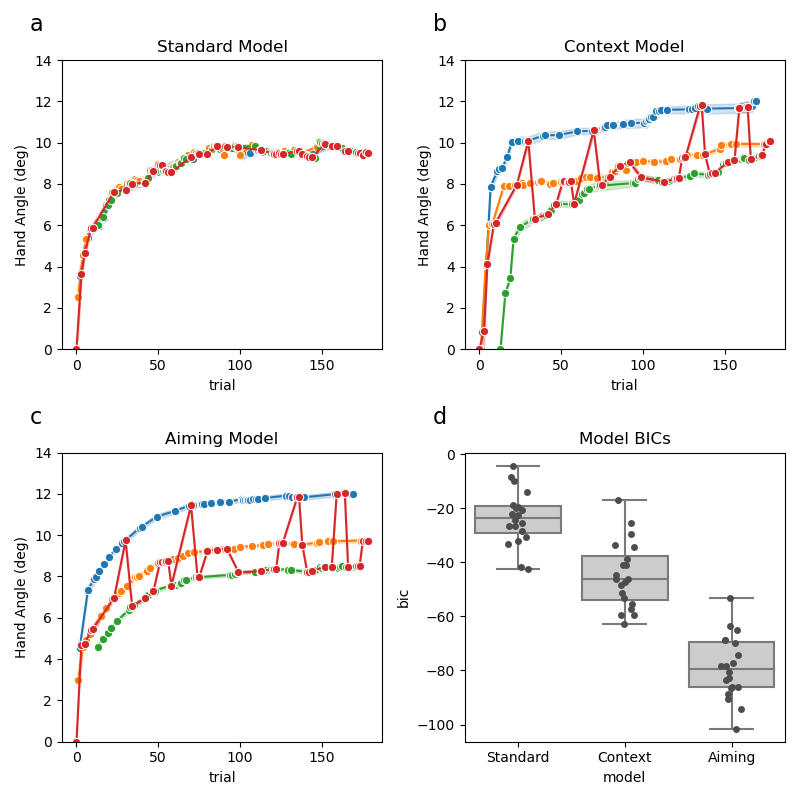 a
Standard Model
Hand Angle (deg)
14
12
10
8
6
4
2
0
0 50 100 150
trial
b
Context Model
Hand Angle (deg)
14
12
10
8
6
4
2
0
0 50 100 150
trial
c
Aiming Model
Hand Angle (deg)
14
12
10
8
6
4
2
0
0 50 100 150
trial
d
Model BICs
bic
0
−20
−40
−60
−80
−100
Standard Context Aiming
model